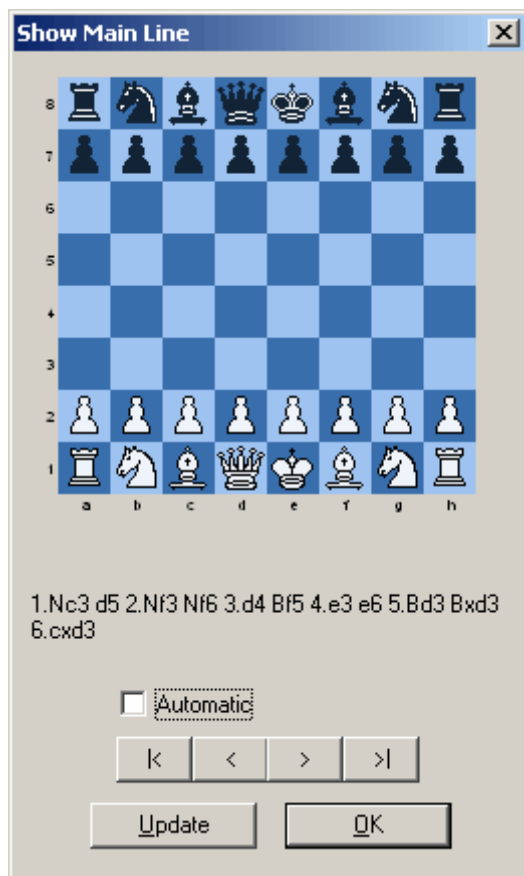 Show Main Line
8
7
6
5
4
3
2
1
a b c d e f g h
1.Nc3 d5 2.Nf3 Nf6 3.d4 Bf5 4.e3 e6 5.Bd3 Bxd3
6.cxd3
Automatic
|< < > >|
Update OK